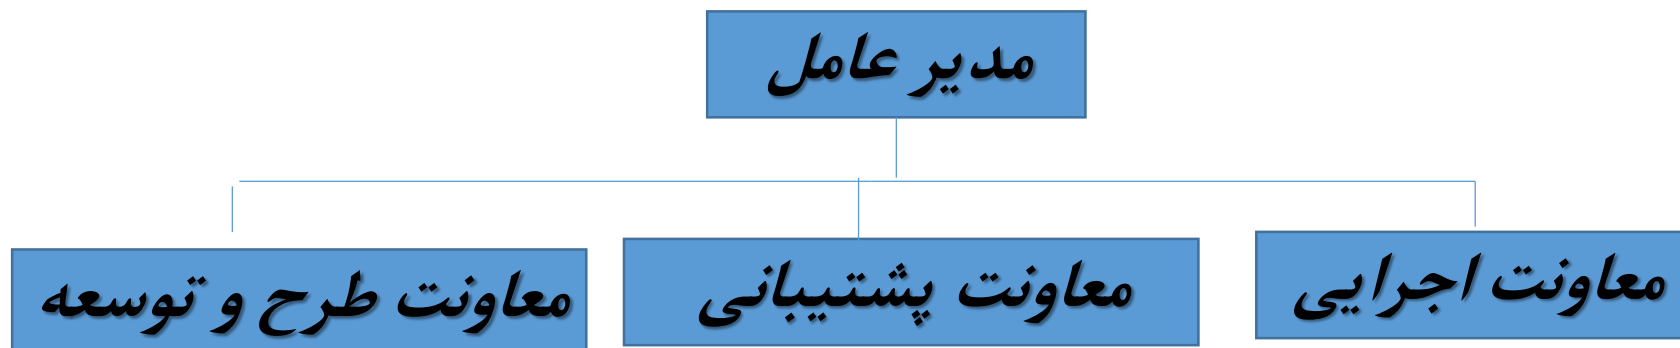 مدیر عامل
معاونت اجرایی
معاونت پشتیبانی
معاونت طرح و توسعه